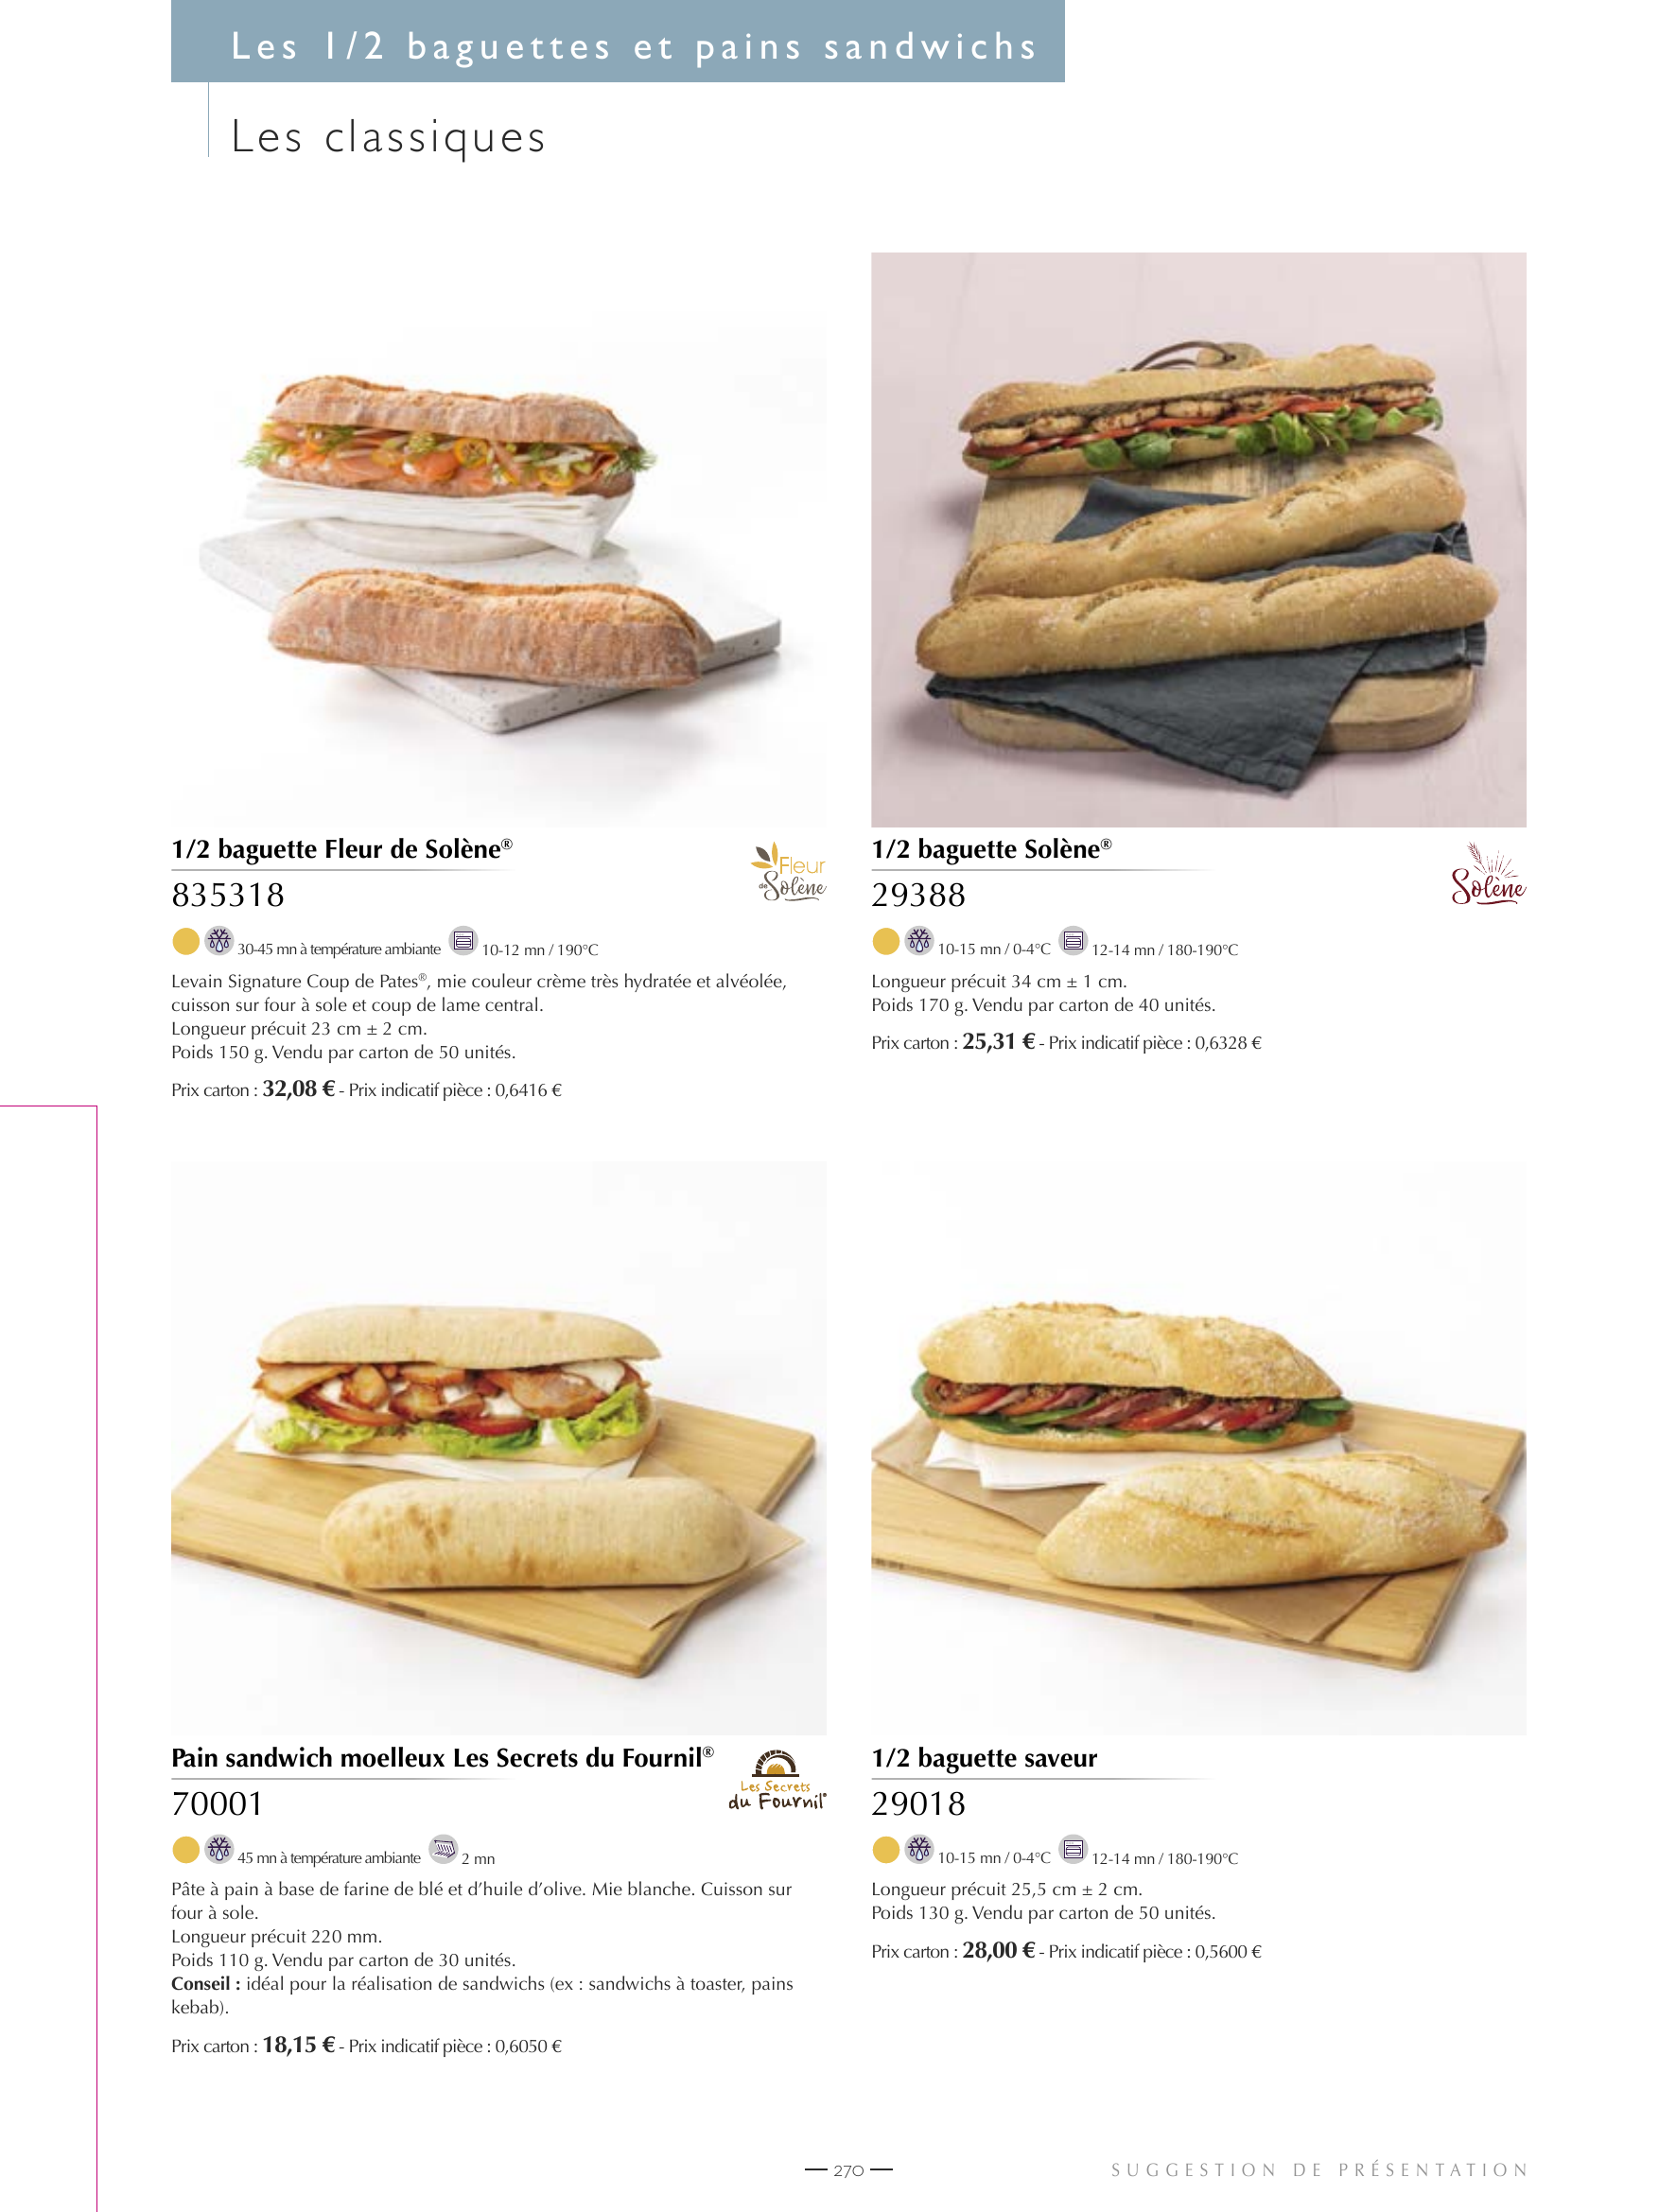 Les 1/2 baguettes et pains sandwichs
Les classiques
1/2 baguette Fleur de Solène®
Fleur
de Solène
835318
30-45 mn à température ambiante 10-12 mn / 190°C
Levain Signature Coup de Pates®, mie couleur crème très hydratée et alvéolée,
cuisson sur four à sole et coup de lame central.
Longueur précuit 23 cm ± 2 cm.
Poids 150 g. Vendu par carton de 50 unités.
Prix carton : 32,08 € - Prix indicatif pièce : 0,6416 €
1/2 baguette Solène®
Solène
29388
10-15 mn / 0-4°C 12-14 mn / 180-190°C
Longueur précuit 34 cm ± 1 cm.
Poids 170 g. Vendu par carton de 40 unités.
Prix carton : 25,31 € - Prix indicatif pièce : 0,6328 €
Pain sandwich moelleux Les Secrets du Fournil®
Les Secrets
du Fournil®
70001
45 mn à température ambiante 2 mn
Pâte à pain à base de farine de blé et d’huile d’olive. Mie blanche. Cuisson sur
four à sole.
Longueur précuit 220 mm.
Poids 110 g. Vendu par carton de 30 unités.
Conseil : idéal pour la réalisation de sandwichs (ex : sandwichs à toaster, pains
kebab).
Prix carton : 18,15 € - Prix indicatif pièce : 0,6050 €
1/2 baguette saveur
29018
10-15 mn / 0-4°C 12-14 mn / 180-190°C
Longueur précuit 25,5 cm ± 2 cm.
Poids 130 g. Vendu par carton de 50 unités.
Prix carton : 28,00 € - Prix indicatif pièce : 0,5600 €
270
SUGGESTION DE PRÉSENTATION